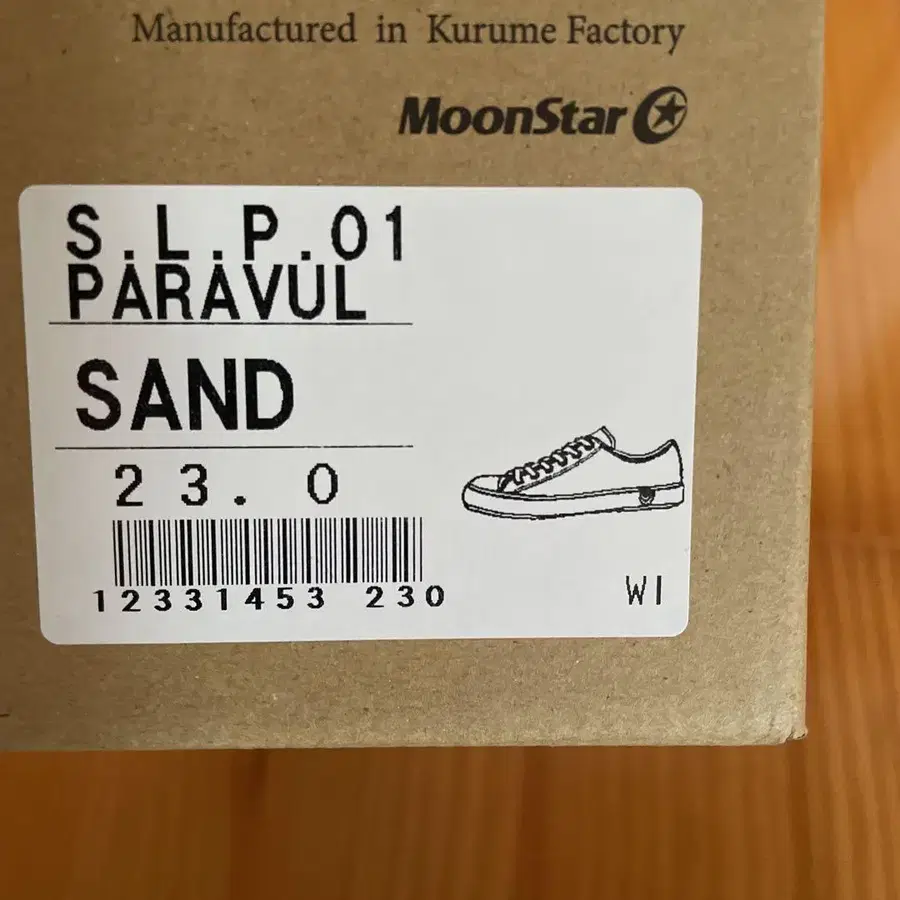 Manufactured in Kurume Factory
MoonStar
S.L.P.01
PARAVUL
SAND
23.0
12331453 230
WI